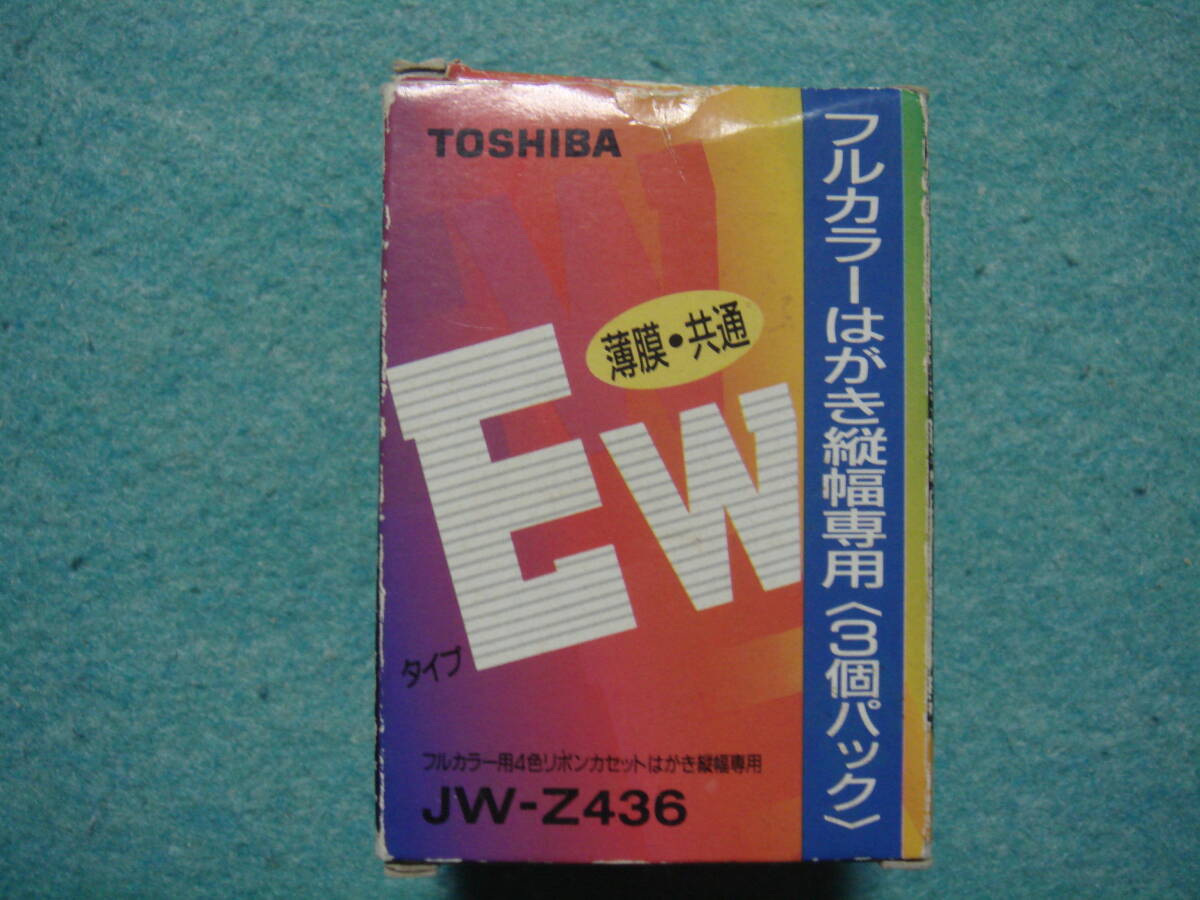 TOSHIBA
薄膜・共通
EW
タイプ
フルカラー用4色リボンカセットはがき縦幅専用
JW-Z436
フルカラーはがき縦幅専用〈3個パック〉